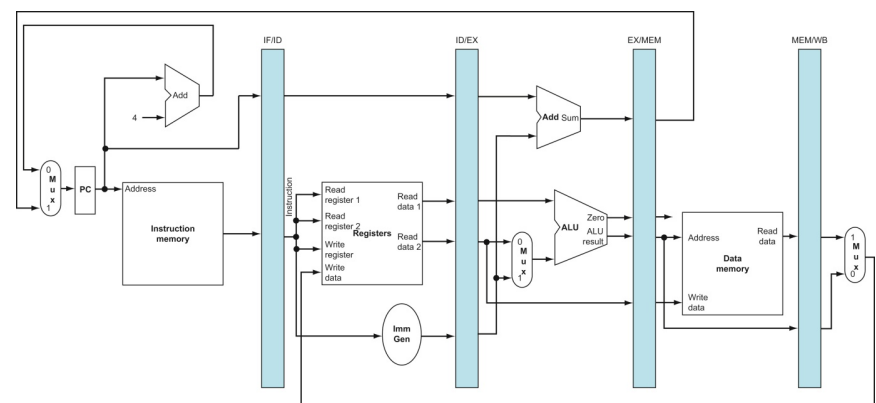 IF/ID
ID/EX
EX/MEM
MEM/WB
Add
4
Add Sum
0
M
u
x
1
PC
Address
Instruction
memory
Instruction
Read
register 1
Read
register 2
Write
register
Write
data
Registers
Read
data 1
Read
data 2
Imm
Gen
0
M
u
x
1
ALU
Zero
ALU
result
Address
Write
data
Data
memory
Read
data
1
M
u
x
0